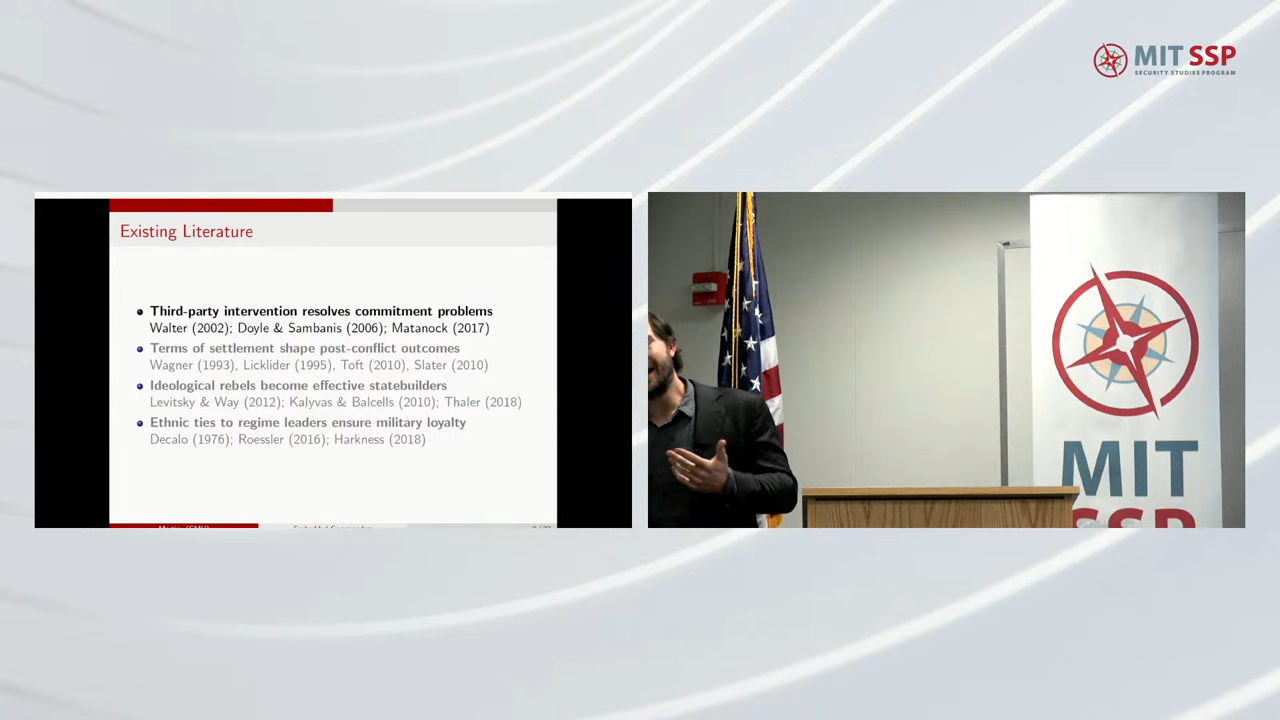 MIT SSP
SECURITY STUDIES PROGRAM
Existing Literature
Third-party intervention resolves commitment problems
Walter (2002); Doyle & Sambanis (2006); Matanock (2017)
Terms of settlement shape post-conflict outcomes
Wagner (1993), Licklider (1995), Toft (2010), Slater (2010)
Ideological rebels become effective statebuilders
Levitsky & Way (2012); Kalyvas & Balcells (2010); Thaler (2018)
Ethnic ties to regime leaders ensure military loyalty
Decalo (1976); Roessler (2016); Harkness (2018)
MIT
SSP